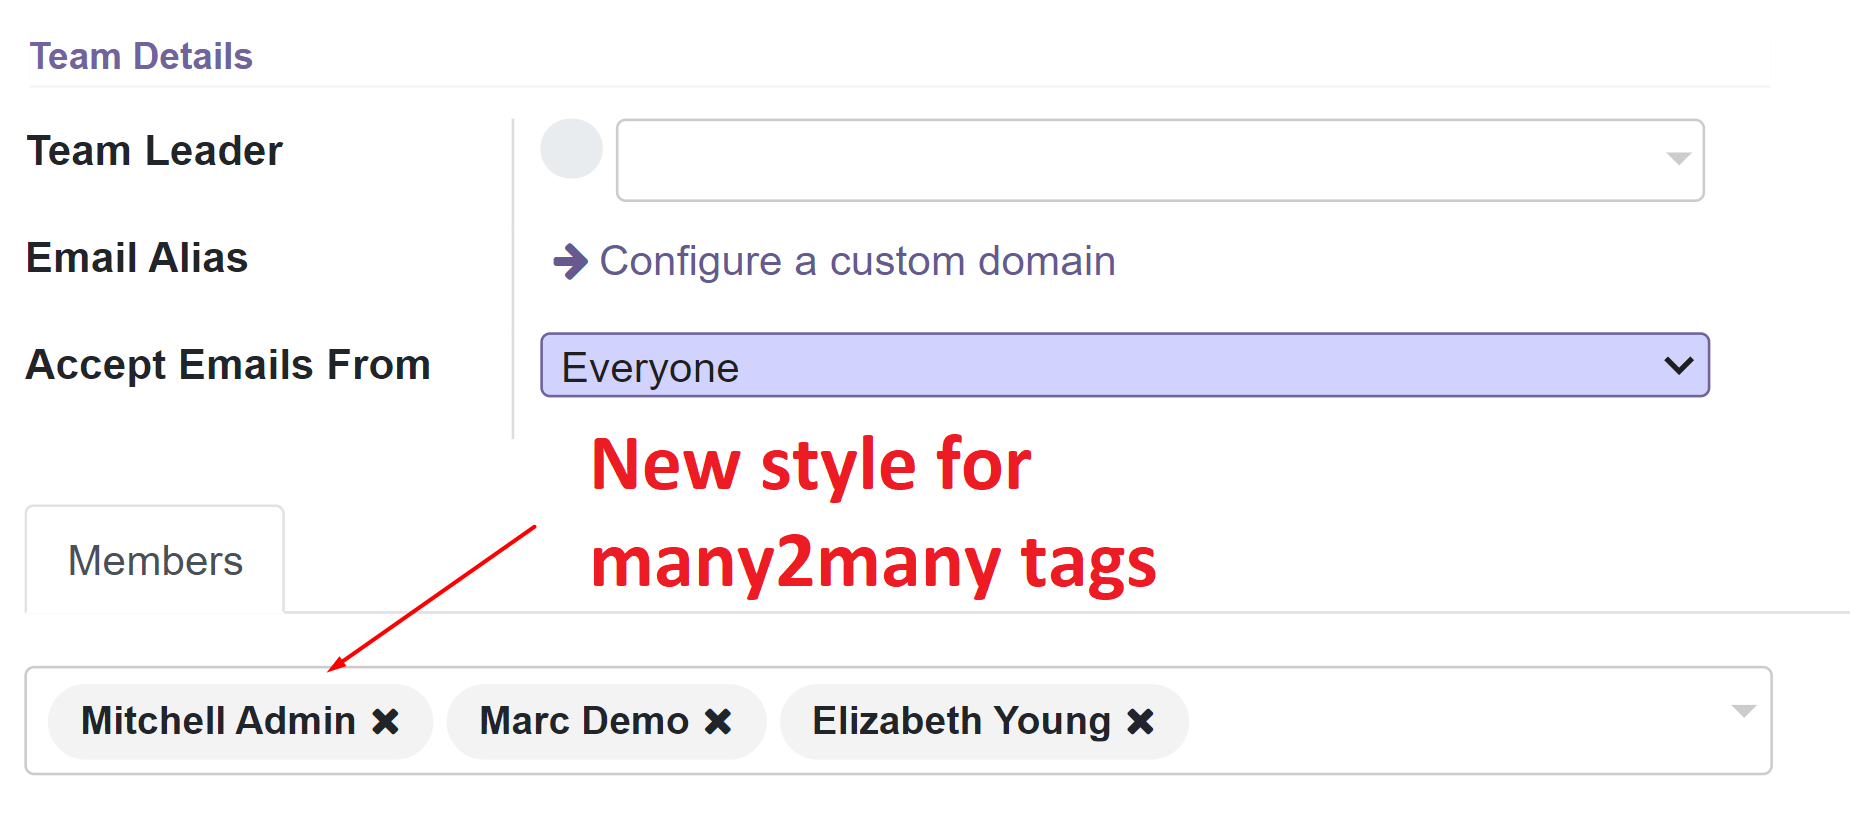 Team Details
Team Leader
Email Alias
Configure a custom domain
Accept Emails From
Everyone
New style for
many2many tags
Members
Mitchell Admin ✖ Marc Demo ✖ Elizabeth Young ✖